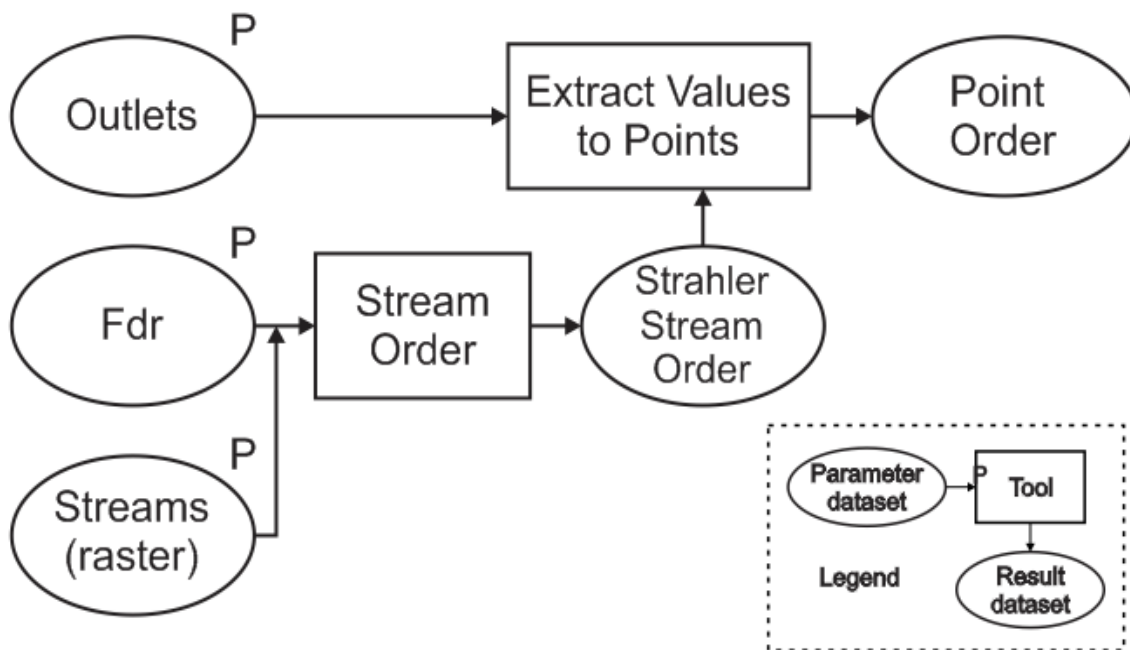 P
Outlets
Extract Values
to Points
Point
Order
P
Fdr
Stream
Order
Strahler
Stream
Order
P
Streams
(raster)
Parameter
dataset
P
Tool
Legend
Result
dataset